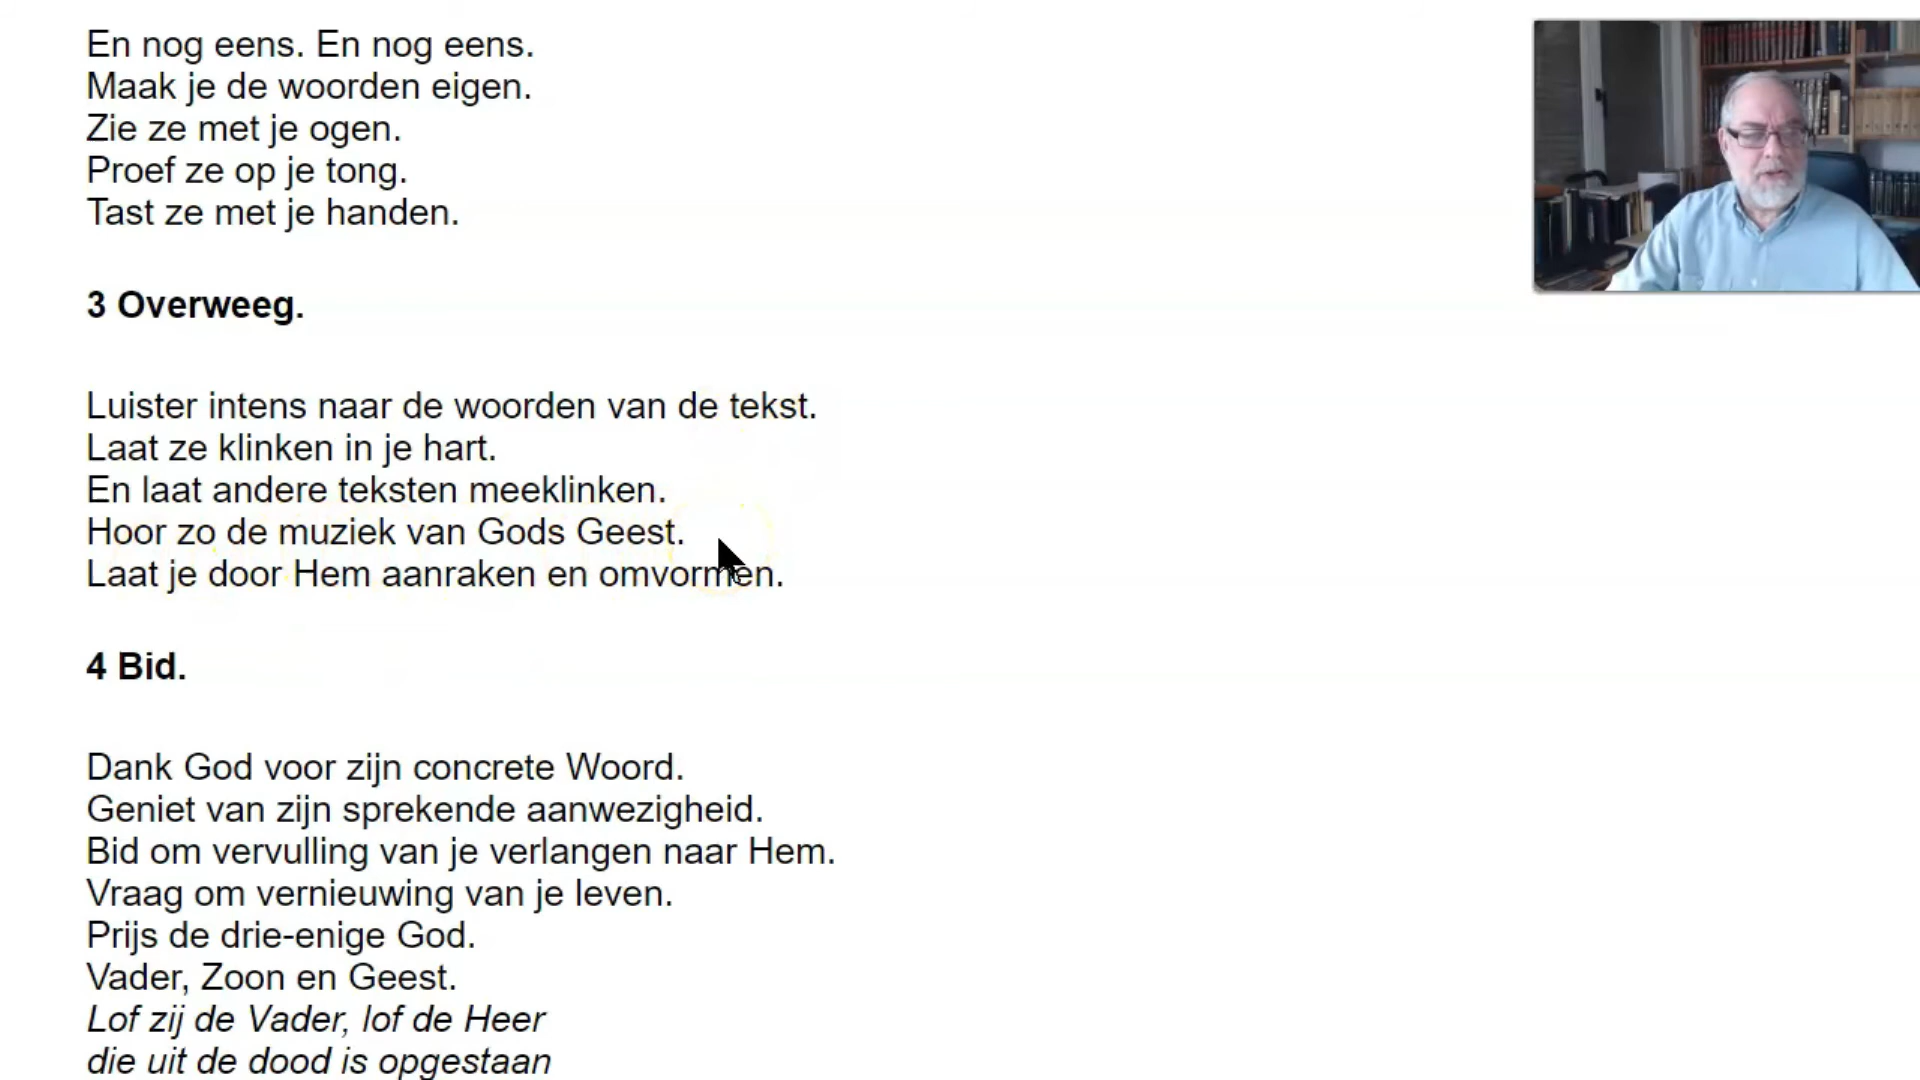 En nog eens. En nog eens.
Maak je de woorden eigen.
Zie ze met je ogen.
Proef ze op je tong.
Tast ze met je handen.
3 Overweeg.
Luister intens naar de woorden van de tekst.
Laat ze klinken in je hart.
En laat andere teksten meeklinken.
Hoor zo de muziek van Gods Geest.
Laat je door Hem aanraken en omvormen.
4 Bid.
Dank God voor zijn concrete Woord.
Geniet van zijn sprekende aanwezigheid.
Bid om vervulling van je verlangen naar Hem.
Vraag om vernieuwing van je leven.
Prijs de drie-enige God.
Vader, Zoon en Geest.
Lof zij de Vader, lof de Heer
die uit de dood is opgestaan